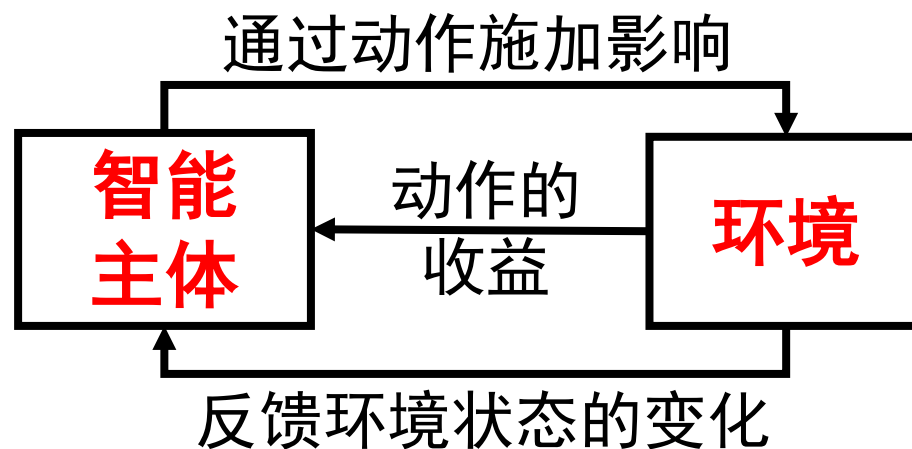 通过动作施加影响
智能
主体
动作的
收益
环境
反馈环境状态的变化